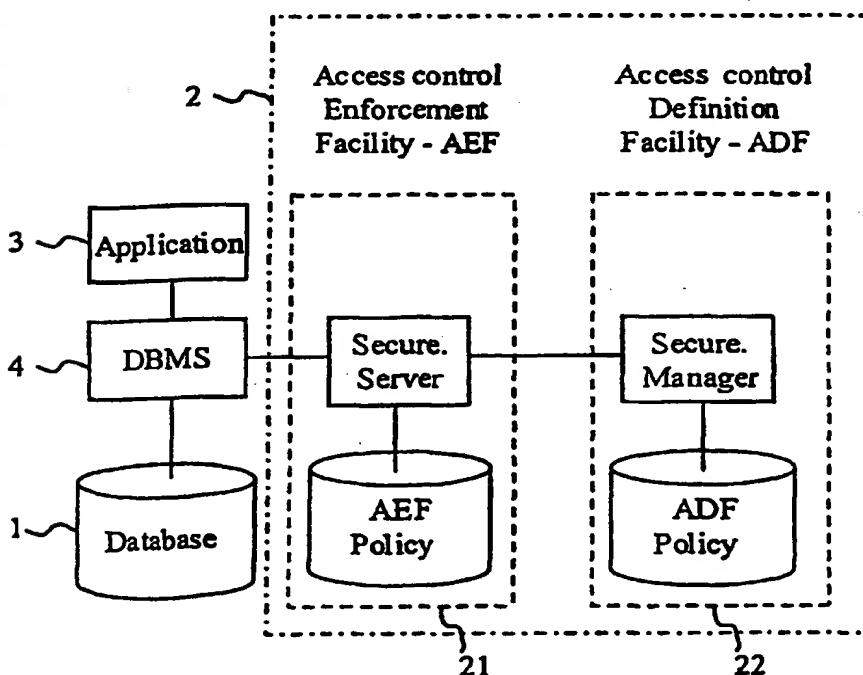 2
Access control
Enforcement
Facility - AEF
Access control
Definition
Facility - ADF
3
Application
4
DBMS
Secure.
Server
Secure.
Manager
1
Database
AEF
Policy
ADF
Policy
21
22